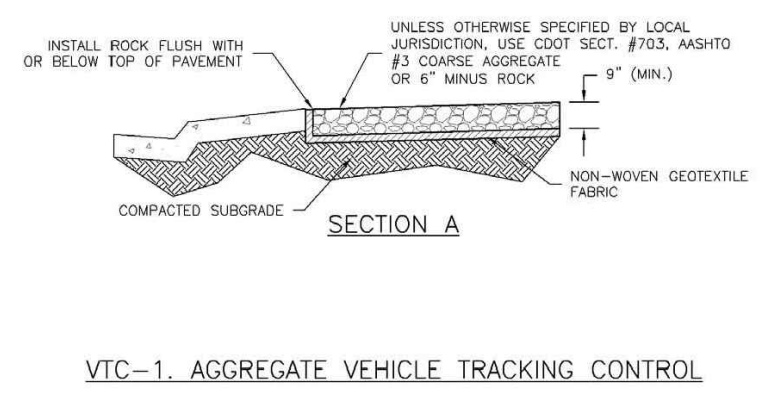 INSTALL ROCK FLUSH WITH
OR BELOW TOP OF PAVEMENT
UNLESS OTHERWISE SPECIFIED BY LOCAL
JURISDICTION, USE CDOT SECT. #703, AASHTO
#3 COARSE AGGREGATE
OR 6" MINUS ROCK
9" (MIN.)
NON-WOVEN GEOTEXTILE
FABRIC
COMPACTED SUBGRADE
SECTION A
VTC-1. AGGREGATE VEHICLE TRACKING CONTROL